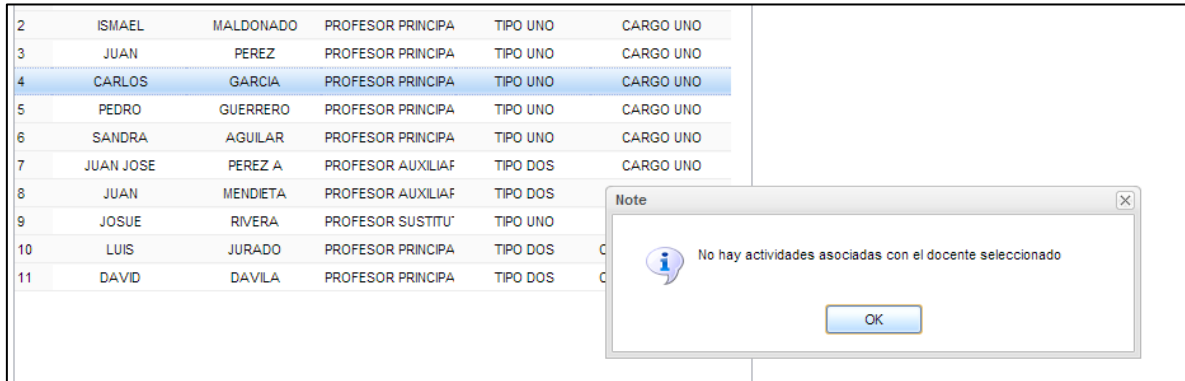 2 ISMAEL MALDONADO PROFESOR PRINCIPA TIPO UNO CARGO UNO
3 JUAN PEREZ PROFESOR PRINCIPA TIPO UNO CARGO UNO
4 CARLOS GARCIA PROFESOR PRINCIPA TIPO UNO CARGO UNO
5 PEDRO GUERRERO PROFESOR PRINCIPA TIPO UNO CARGO UNO
6 SANDRA AGUILAR PROFESOR PRINCIPA TIPO UNO CARGO UNO
7 JUAN JOSE PEREZ A PROFESOR AUXILIAR TIPO DOS CARGO UNO
8 JUAN MENDIETA PROFESOR AUXILIAR TIPO DOS
9 JOSUE RIVERA PROFESOR SUSTITUT TIPO UNO
10 LUIS JURADO PROFESOR PRINCIPA TIPO DOS C
11 DAVID DAVILA PROFESOR PRINCIPA TIPO DOS C
Note
No hay actividades asociadas con el docente seleccionado
OK